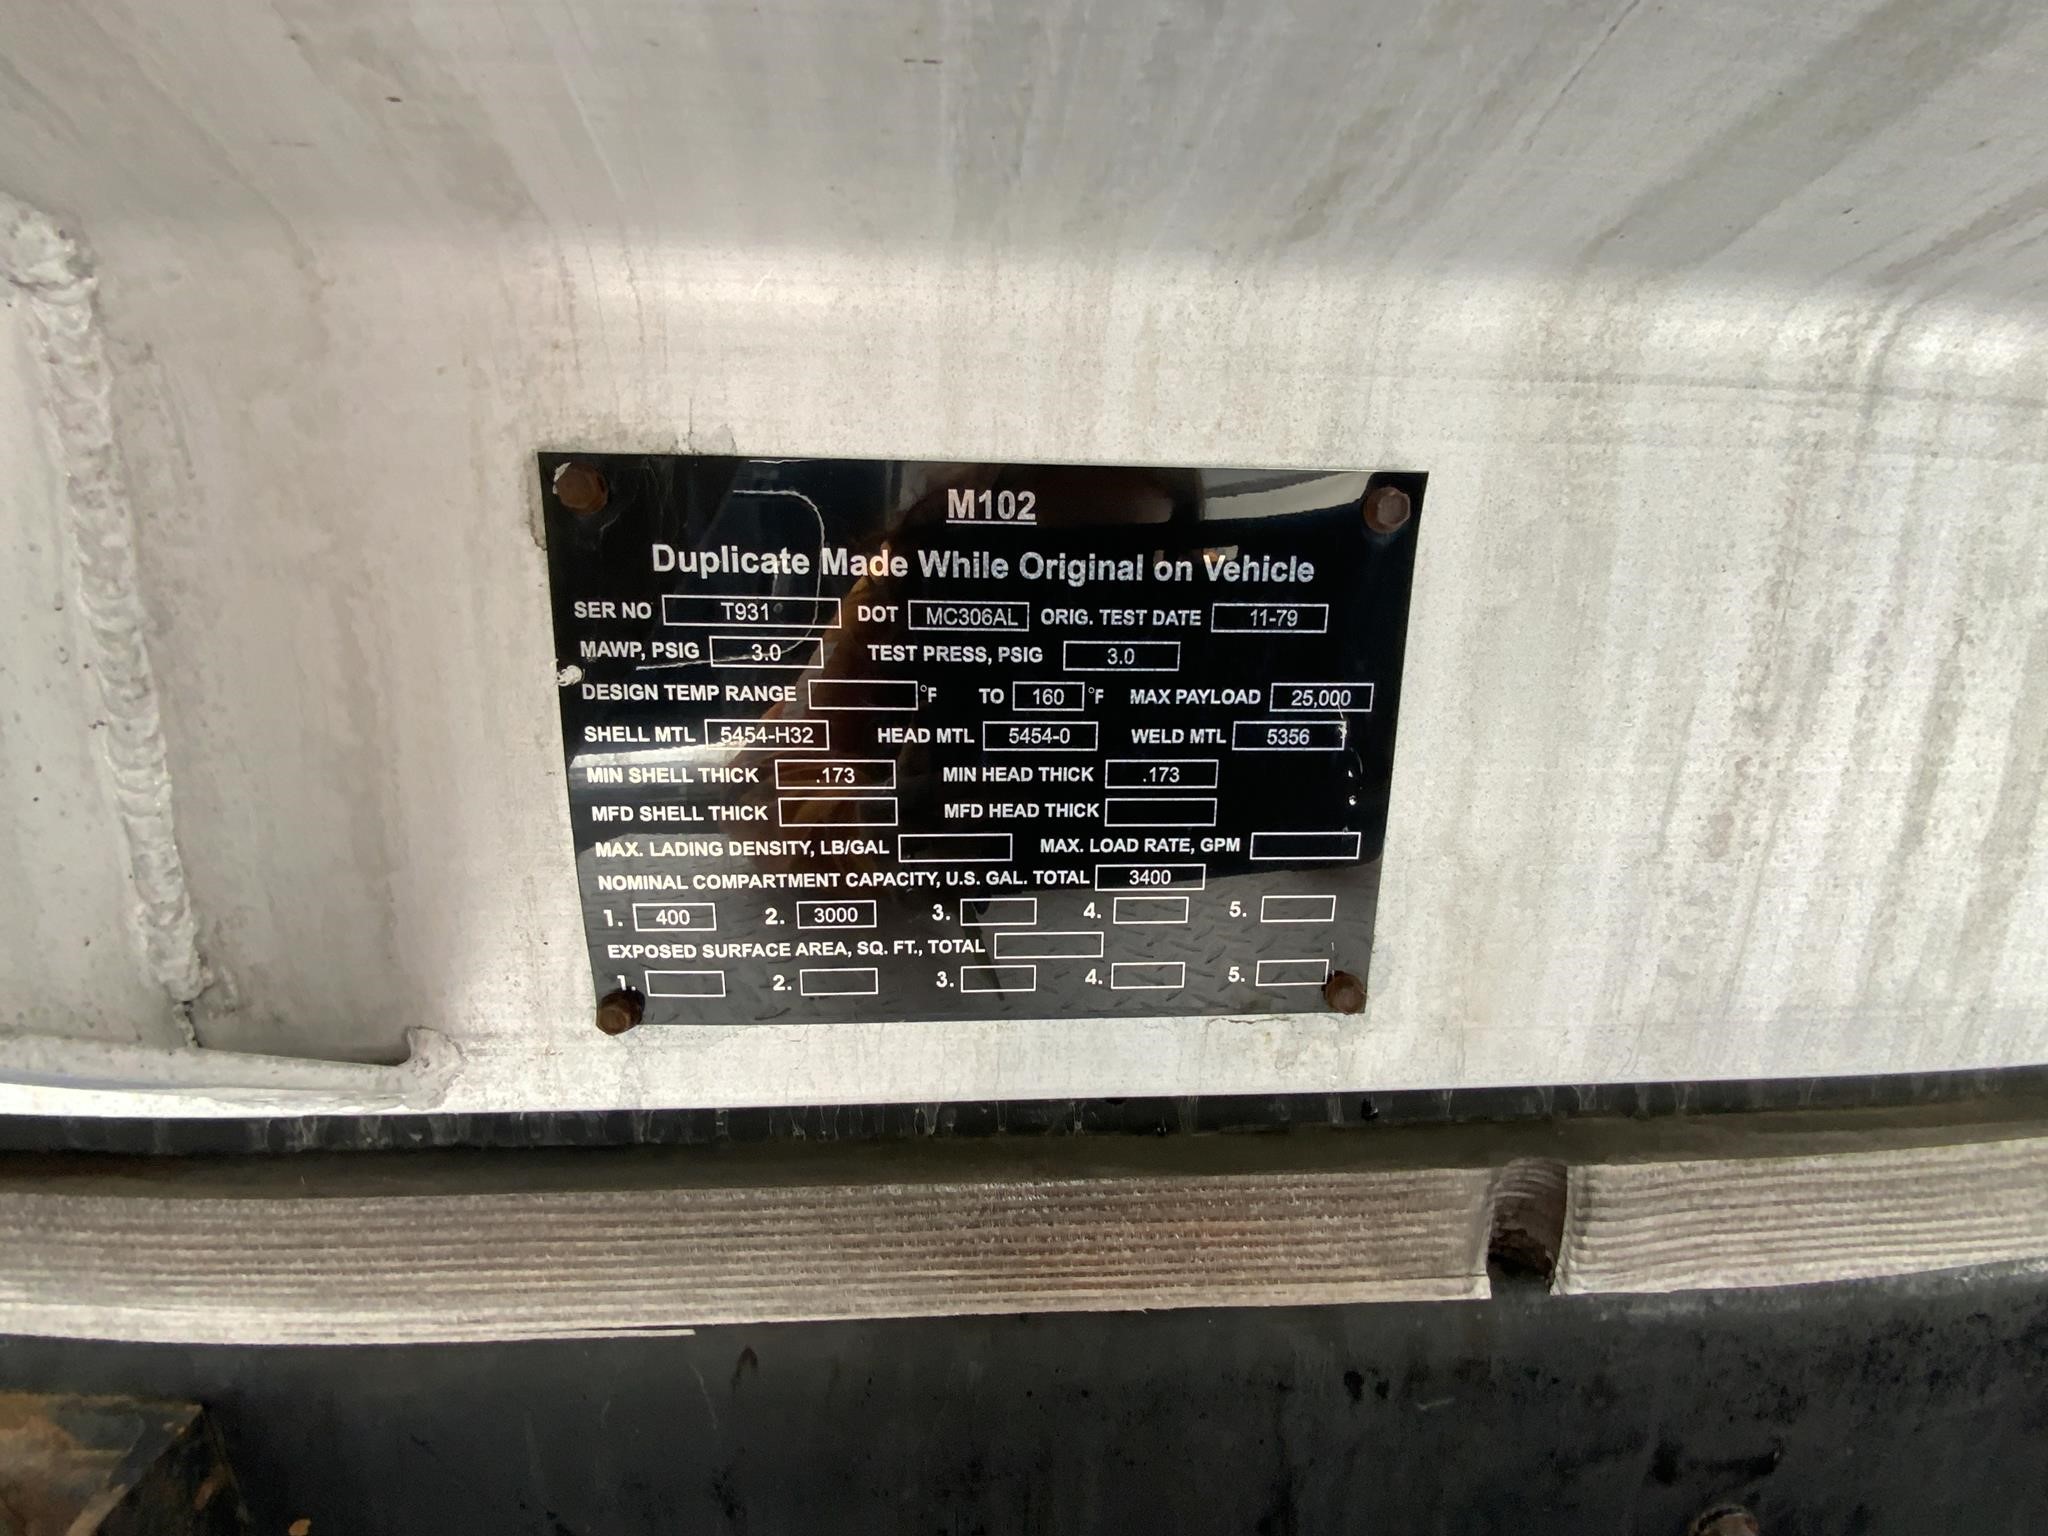 M102
Duplicate Made While Original on Vehicle
SER NO T931 DOT MC306AL ORIG. TEST DATE 11-79
MAWP, PSIG 3.0 TEST PRESS, PSIG 3.0
DESIGN TEMP RANGE °F TO 160 °F MAX PAYLOAD 25,000
SHELL MTL 5454-H32 HEAD MTL 5454-0 WELD MTL 5356
MIN SHELL THICK .173 MIN HEAD THICK .173
MFD SHELL THICK MFD HEAD THICK
MAX. LADING DENSITY, LB/GAL MAX. LOAD RATE, GPM
NOMINAL COMPARTMENT CAPACITY, U.S. GAL. TOTAL 3400
1. 400 2. 3000 3. 4. 5.
EXPOSED SURFACE AREA, SQ. FT., TOTAL
1. 2. 3. 4. 5.